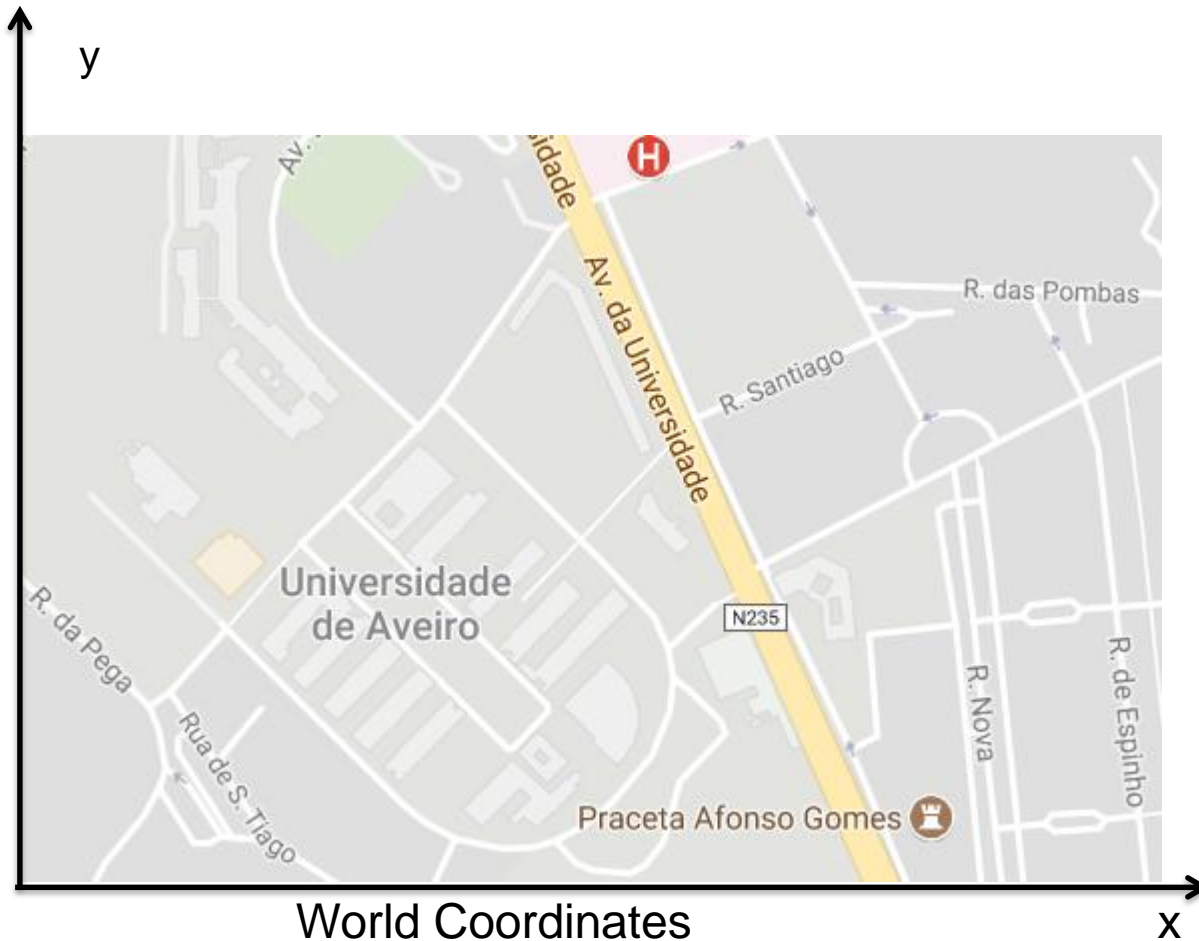 y
Av.
sidade
H
Av. da Universidade
R. das Pombas
R. Santiago
Universidade
de Aveiro
N235
R. da Pega
Rua de S. Tiago
R. Nova
R. de Espinho
Praceta Afonso Gomes
World Coordinates
x